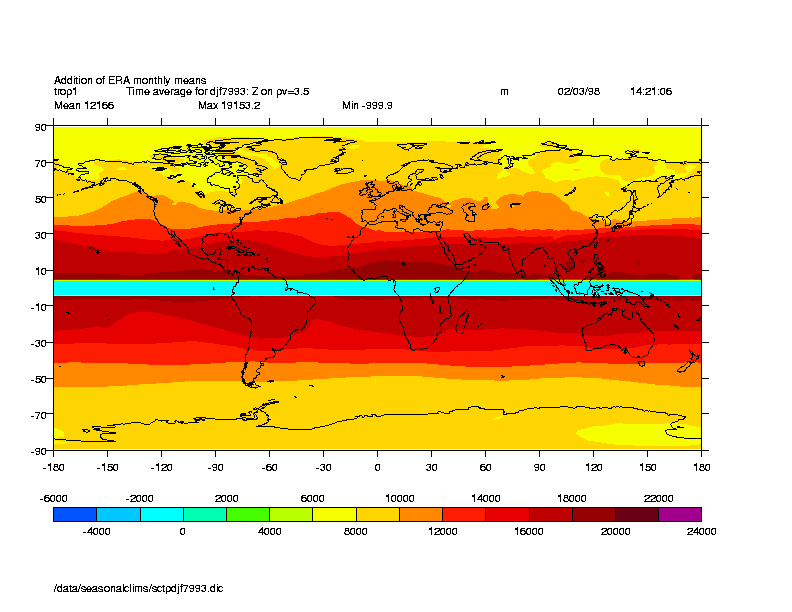 Addition of ERA monthly means
trop1 Time average for djf7993: Z on pv=3.5 m 02/03/98 14:21:06
Mean 12166 Max 19153.2 Min -999.9
90
70
50
30
10
-10
-30
-50
-70
-90
-180 -150 -120 -90 -60 -30 0 30 60 90 120 150 180
-6000 -2000 2000 6000 10000 14000 18000 22000
-4000 0 4000 8000 12000 16000 20000 24000
/data/seasonalclims/sctpdjf7993.dic